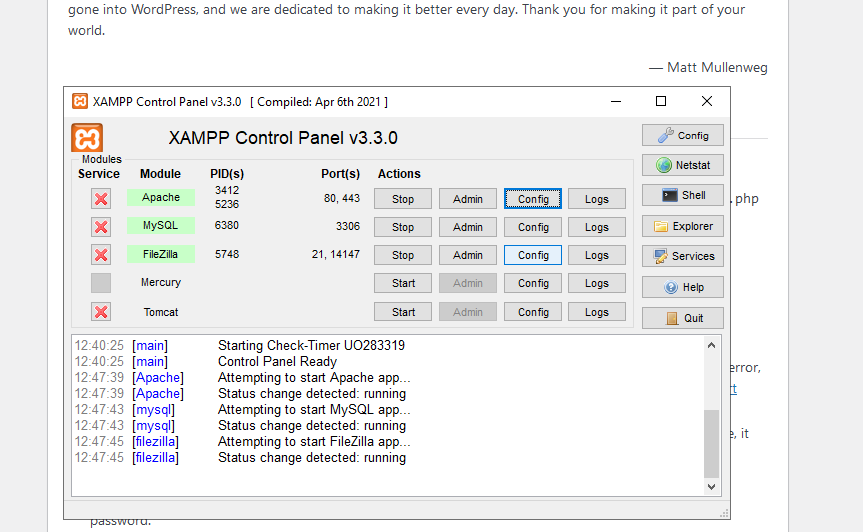 gone into WordPress, and we are dedicated to making it better every day. Thank you for making it part of your
world.
— Matt Mullenweg
XAMPP Control Panel v3.3.0 [ Compiled: Apr 6th 2021 ]
XAMPP Control Panel v3.3.0
Config
Modules
Service Module PID(s) Port(s) Actions
Netstat
Apache 3412 5236 80, 443 Stop Admin Config Logs
Shell
.php
MySQL 6380 3306 Stop Admin Config Logs
Explorer
FileZilla 5748 21, 14147 Stop Admin Config Logs
Services
Mercury Start Admin Config Logs
Help
Tomcat Start Admin Config Logs
Quit
12:40:25 [main] Starting Check-Timer UO283319
12:40:25 [main] Control Panel Ready
12:47:39 [Apache] Attempting to start Apache app...
12:47:39 [Apache] Status change detected: running
12:47:43 [mysql] Attempting to start MySQL app...
12:47:43 [mysql] Status change detected: running
12:47:45 [filezilla] Attempting to start FileZilla app...
12:47:45 [filezilla] Status change detected: running
error,
rt
e, it
password.